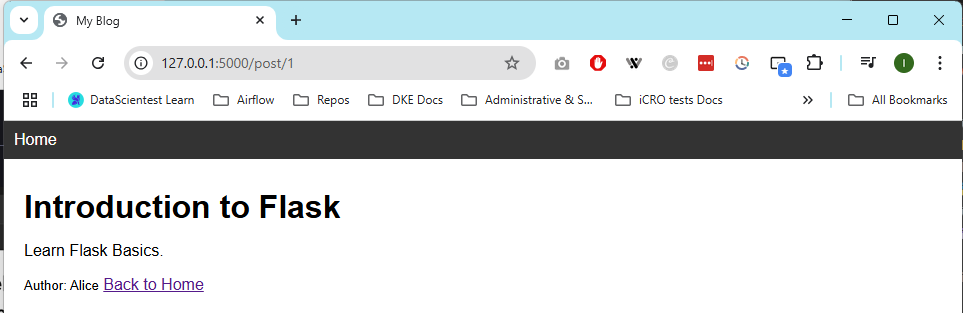 My Blog
127.0.0.1:5000/post/1
DataScientest Learn Airflow Repos DKE Docs Administrative & S... iCRO tests Docs All Bookmarks
Home
Introduction to Flask
Learn Flask Basics.
Author: Alice Back to Home